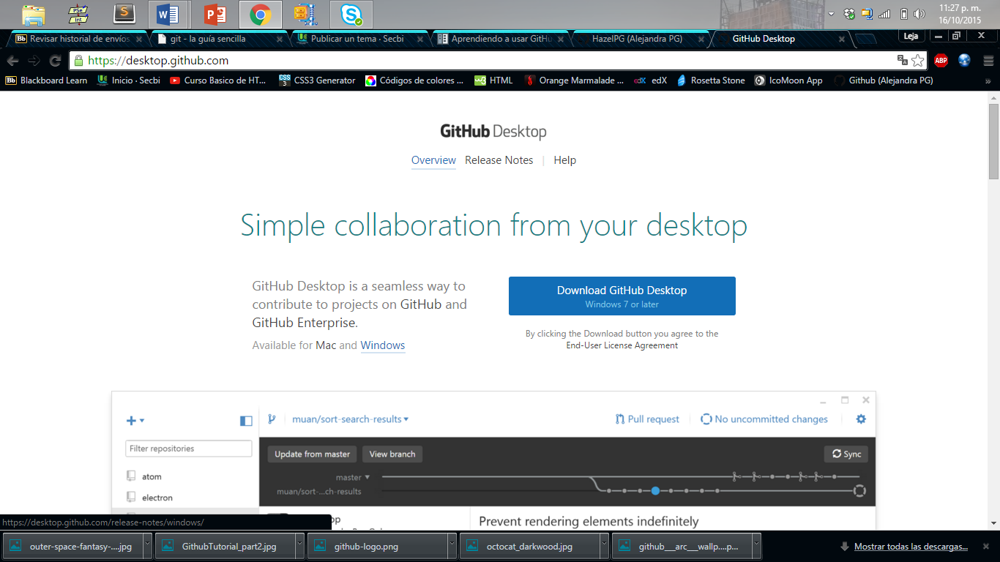 11:27 p. m.
16/10/2015
Revisar historial de envíos
git - la guía sencilla
Publicar un tema · Secbi
Aprendiendo a usar GitHu
HazelPG (Alejandra PG)
GitHub Desktop
Leja
https://desktop.github.com
ABP
Bb Blackboard Learn
Inicio · Secbi
Curso Basico de HT...
CSS3 Generator
Códigos de colores ...
HTML
Orange Marmalade ...
edX edX
Rosetta Stone
IcoMoon App
Github (Alejandra PG)
»
GitHub Desktop
Overview Release Notes | Help
Simple collaboration from your desktop
GitHub Desktop is a seamless way to
contribute to projects on GitHub and
GitHub Enterprise.
Available for Mac and Windows
Download GitHub Desktop
Windows 7 or later
By clicking the Download button you agree to the
End-User License Agreement
muan/sort-search-results
Pull request
No uncommitted changes
Filter repositories
Update from master
View branch
Sync
master
muan/sort-...ch-results
atom
electron
Prevent rendering elements indefinitely
https://desktop.github.com/release-notes/windows/
outer-space-fantasy-....jpg
GithubTutorial_part2.jpg
github-logo.png
octocat_darkwood.jpg
github___arc___wallp....p...
Mostrar todas las descargas...